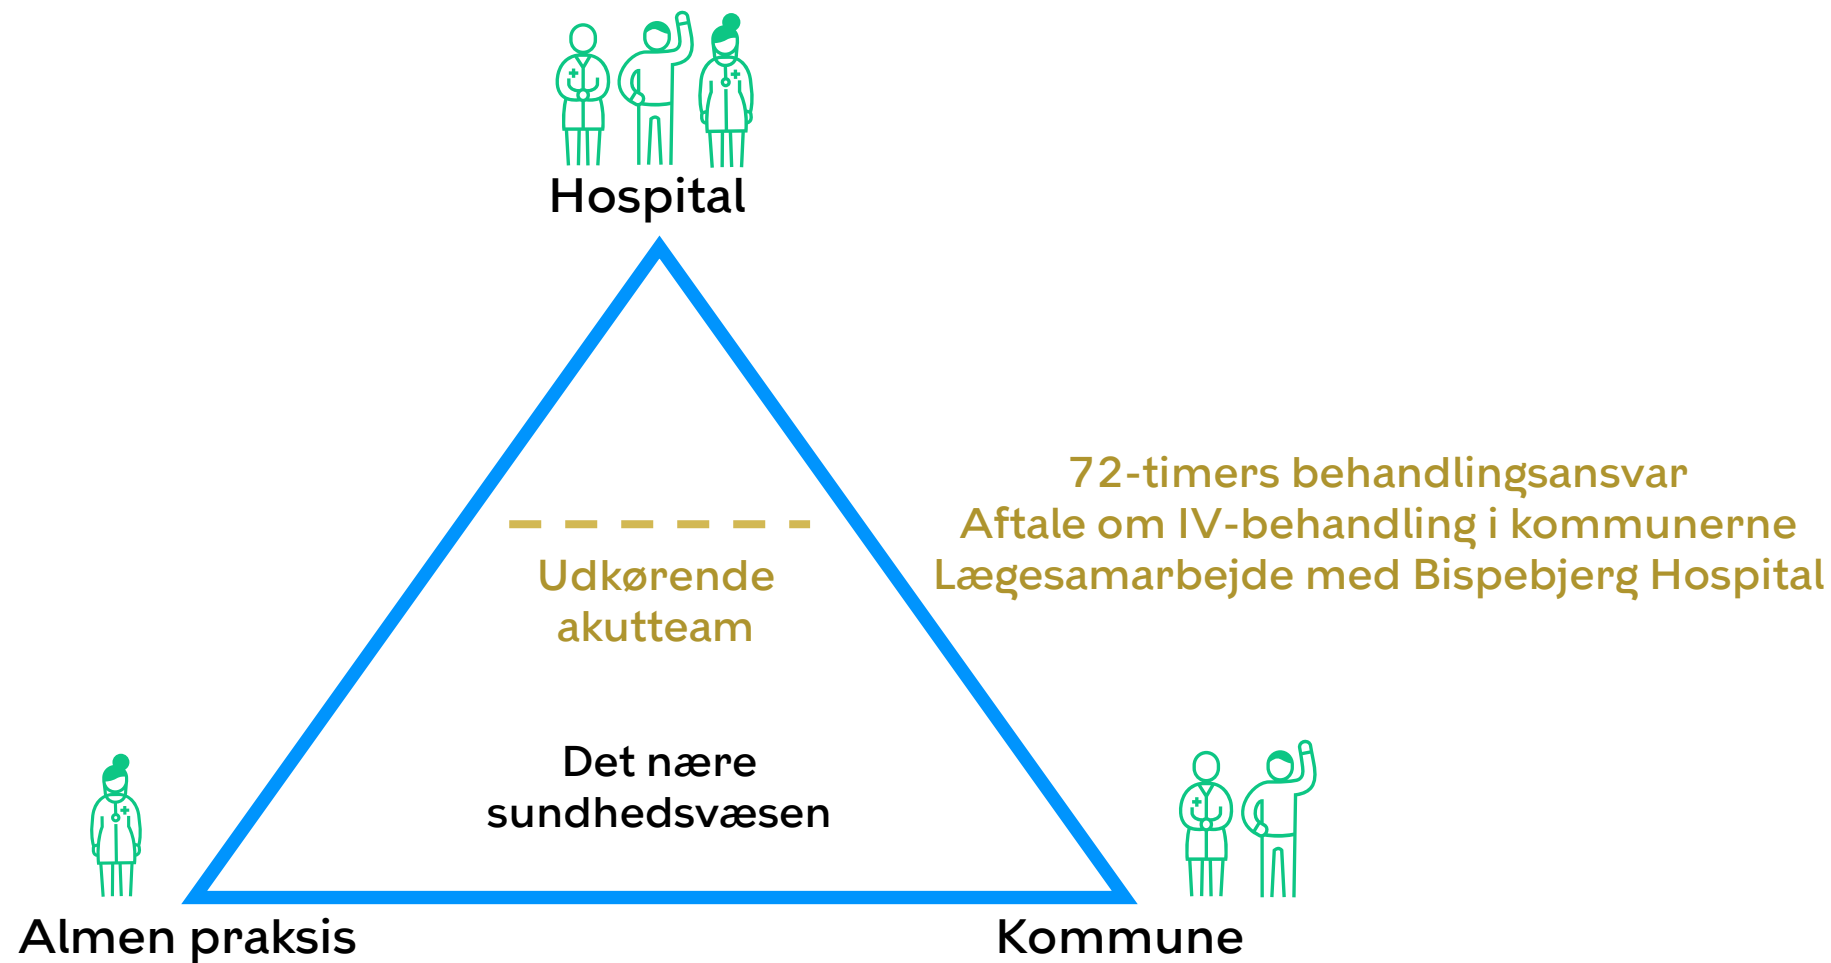 Hospital
72-timers behandlingsansvar
Aftale om IV-behandling i kommunerne
Lægesamarbejde med Bispebjerg Hospital
Udkørende
akutteam
Det nære
sundhedsvæsen
Almen praksis
Kommune